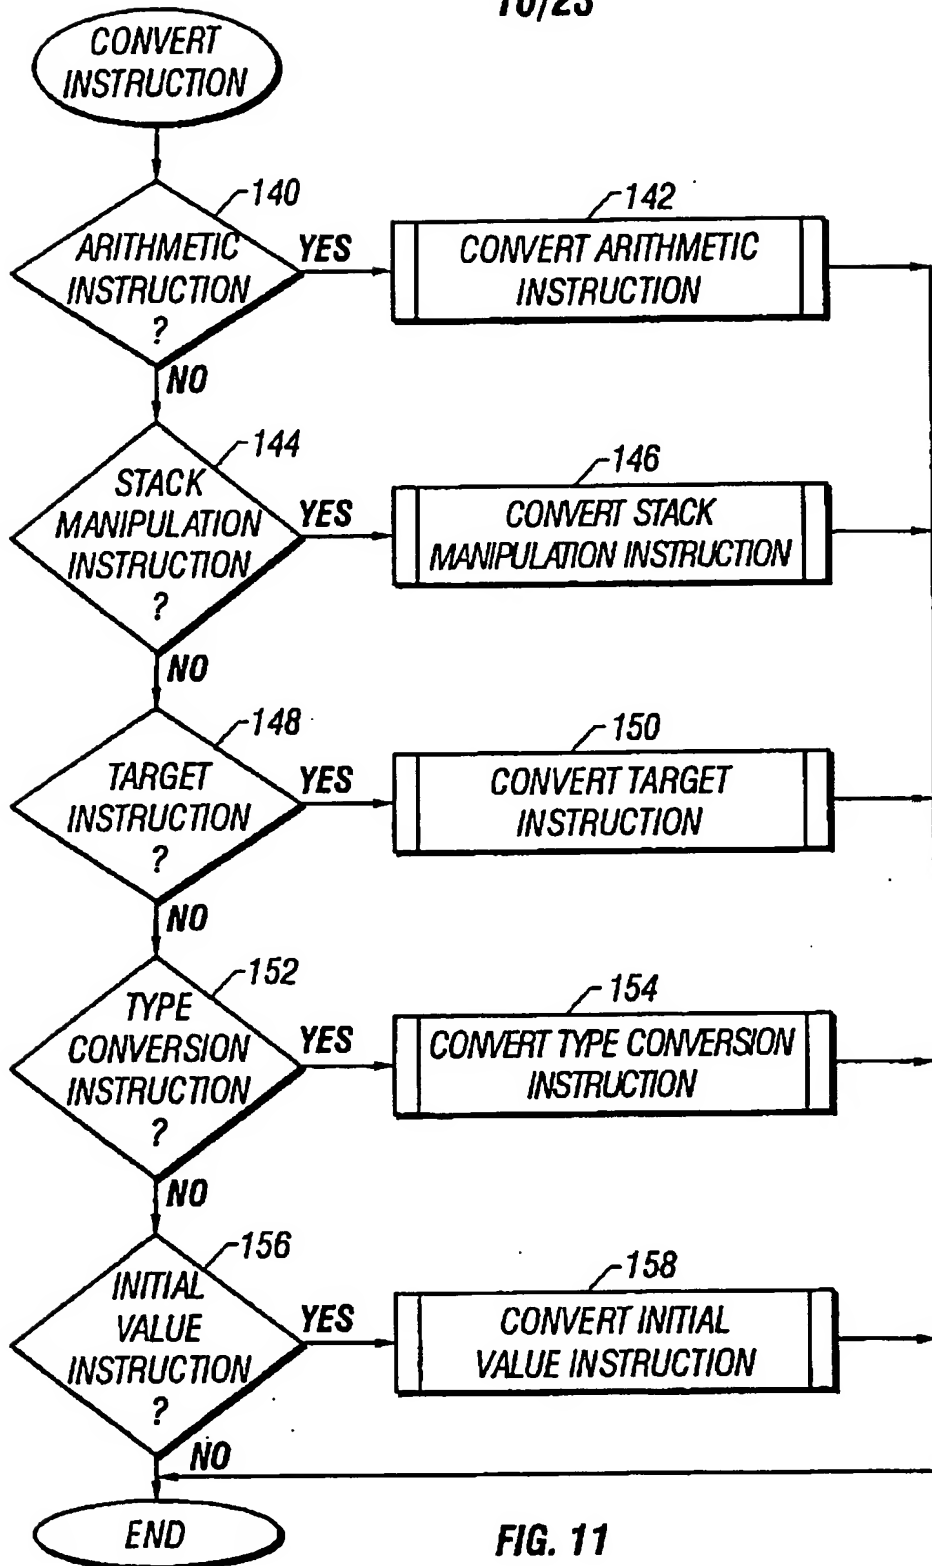 10/23
CONVERT
INSTRUCTION
140
ARITHMETIC
INSTRUCTION
?
YES
NO
142
CONVERT ARITHMETIC
INSTRUCTION
144
STACK
MANIPULATION
INSTRUCTION
?
YES
NO
146
CONVERT STACK
MANIPULATION INSTRUCTION
148
TARGET
INSTRUCTION
?
YES
NO
150
CONVERT TARGET
INSTRUCTION
152
TYPE
CONVERSION
INSTRUCTION
?
YES
NO
154
CONVERT TYPE CONVERSION
INSTRUCTION
156
INITIAL
VALUE
INSTRUCTION
?
YES
NO
158
CONVERT INITIAL
VALUE INSTRUCTION
END
FIG. 11